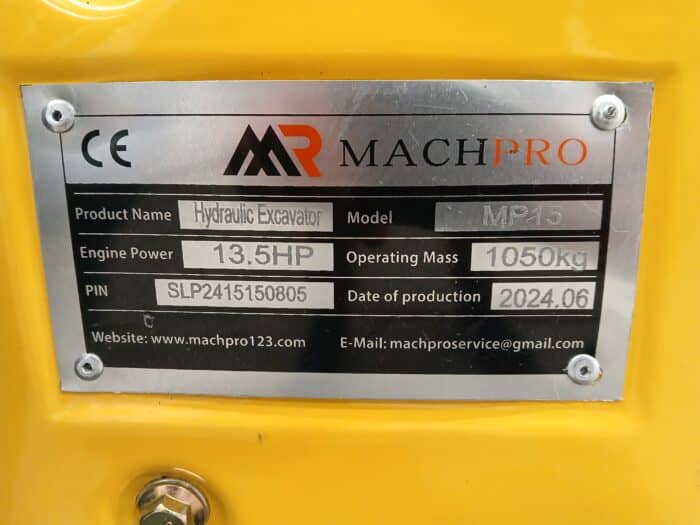 CE MR MACHPRO
Product Name Hydraulic Excavator Model MP15
Engine Power 13.5HP Operating Mass 1050kg
PIN SLP2415150805 Date of production 2024.06
Website: www.machpro123.com E-Mail: machproservice@gmail.com